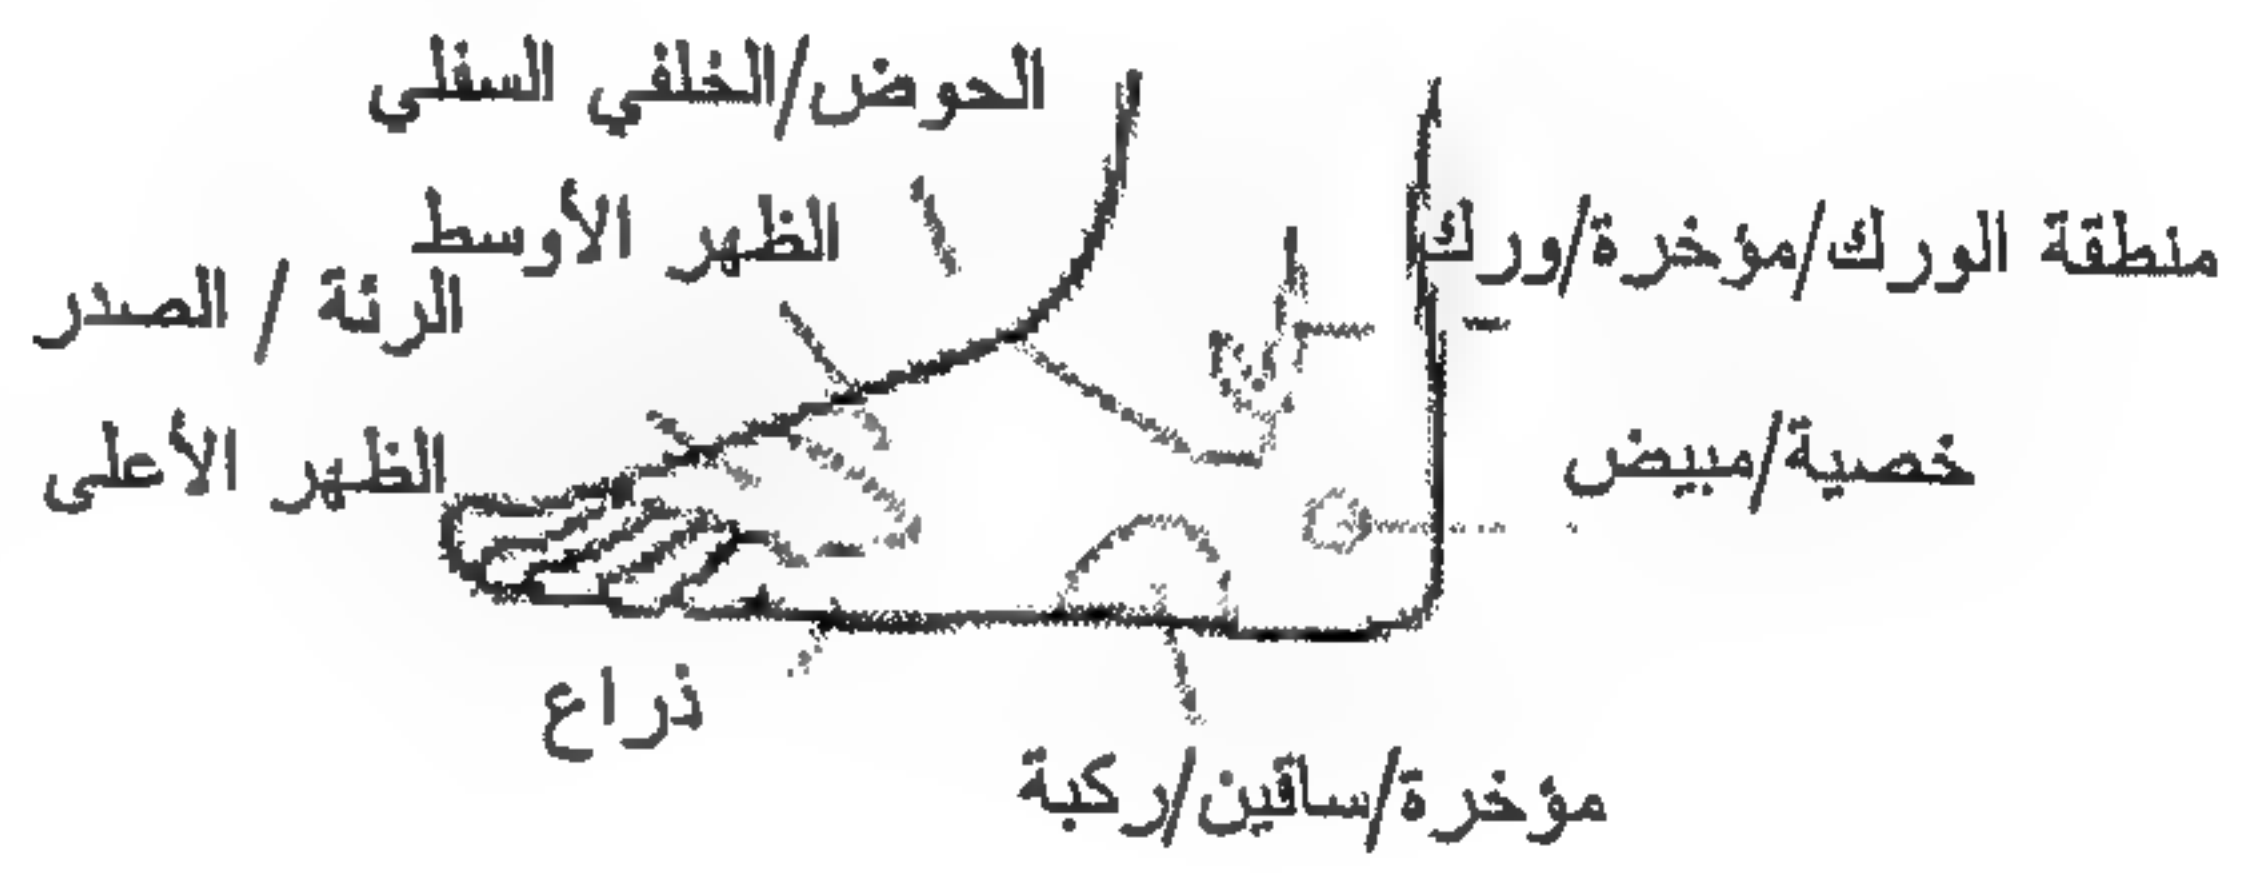 الحوض/الخلفي السفلي
الظهر الأوسط
منطقة الورك/مؤخرة/ورك
الرئة / الصدر
الظهر الأعلى
خصية/مبيض
ذراع
مؤخرة/ساقين/ركبة